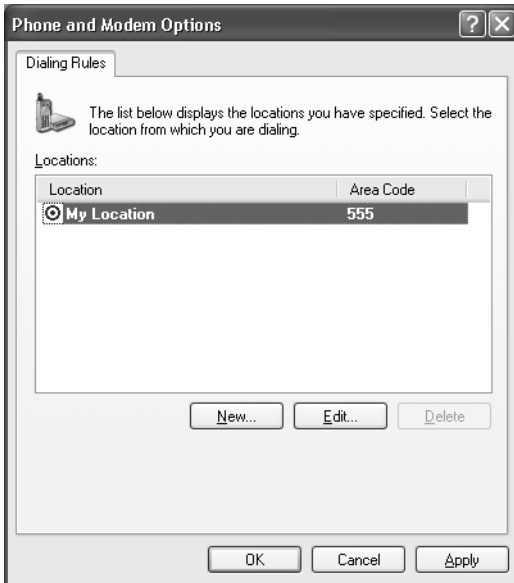 Phone and Modem Options
Dialing Rules
The list below displays the locations you have specified. Select the
location from which you are dialing.
Locations:
Location Area Code
My Location 555
New... Edit... Delete
OK Cancel Apply